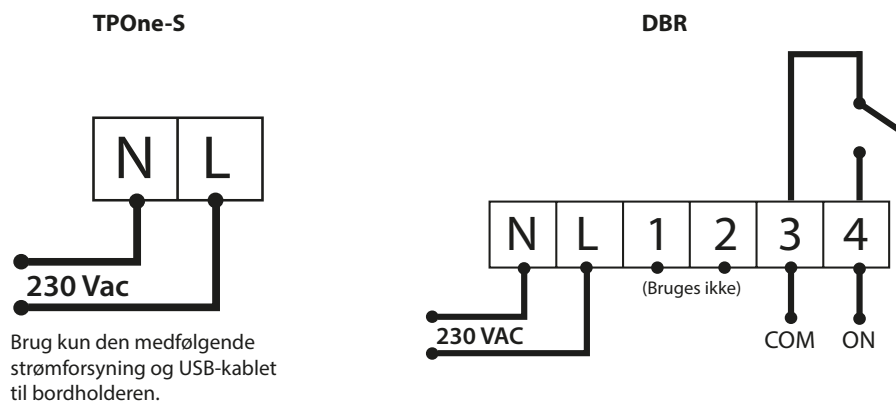 TPOne-S
N L
230 Vac
Brug kun den medfølgende
strømforsyning og USB-kablet
til bordholderen.
DBR
N L 1 2 3 4
(Bruges ikke)
230 VAC
COM ON